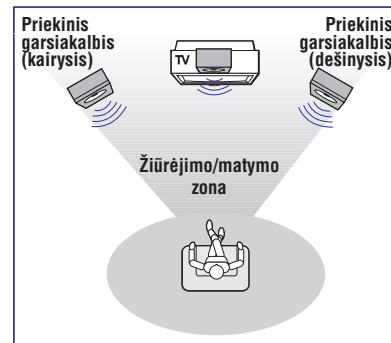 Priekinis
garsiakalbis
(kairysis)
TV
Priekinis
garsiakalbis
(dešinysis)
Žiūrėjimo/matymo
zona